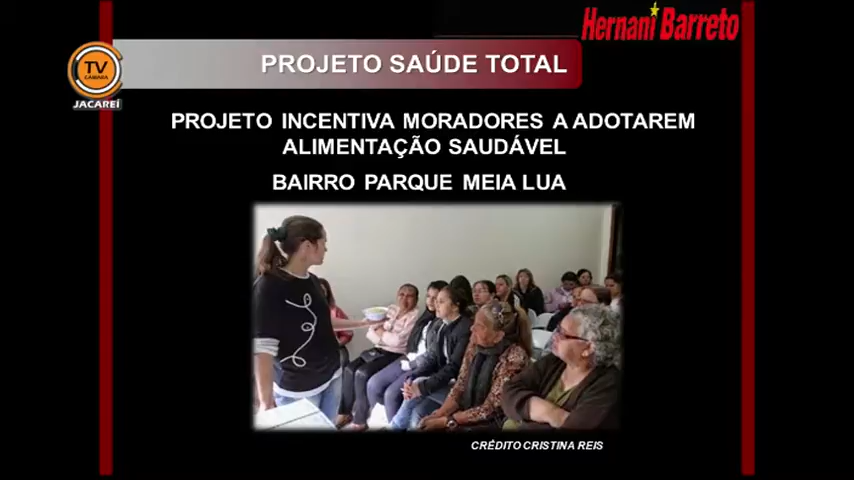 Hernani Barreto
TV
CÂMARA
JACAREÍ
PROJETO SAÚDE TOTAL
PROJETO INCENTIVA MORADORES A ADOTAREM
ALIMENTAÇÃO SAUDÁVEL
BAIRRO PARQUE MEIA LUA
CRÉDITO CRISTINA REIS